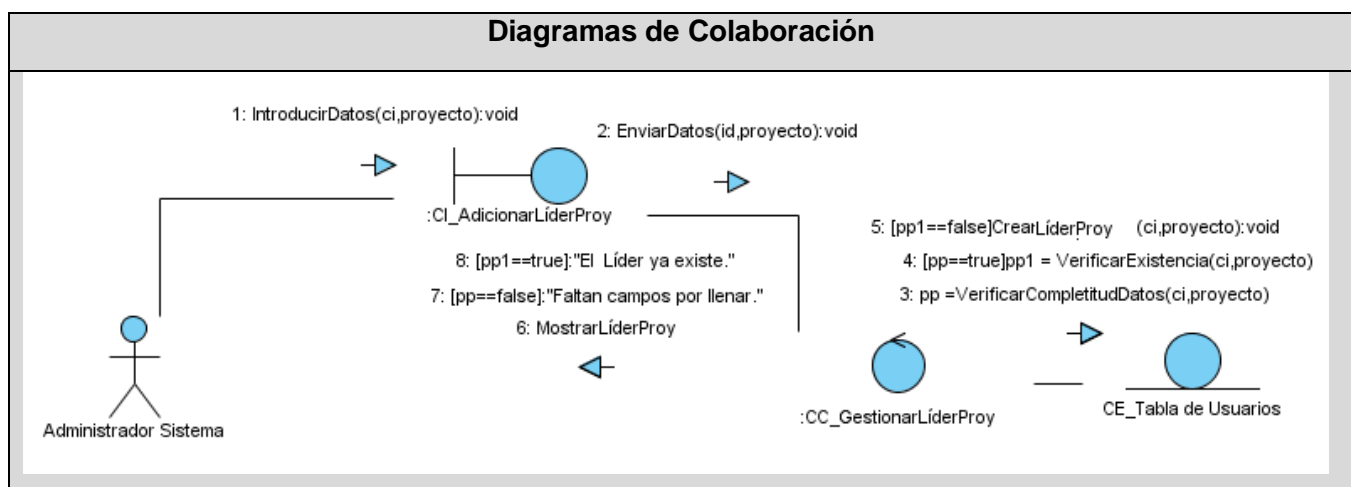 Diagramas de Colaboración
1: IntroducirDatos(ci,proyecto):void
2: EnviarDatos(id,proyecto):void
:CI_AdicionarLíderProy
8: [pp1==true]:"El Líder ya existe."
7: [pp==false]:"Faltan campos por llenar."
6: MostrarLíderProy
5: [pp1==false]CrearLíderProy (ci,proyecto):void
4: [pp==true]pp1 = VerificarExistencia(ci,proyecto)
3: pp =VerificarCompletitudDatos(ci,proyecto)
Administrador Sistema
:CC_GestionarLíderProy
CE_Tabla de Usuarios